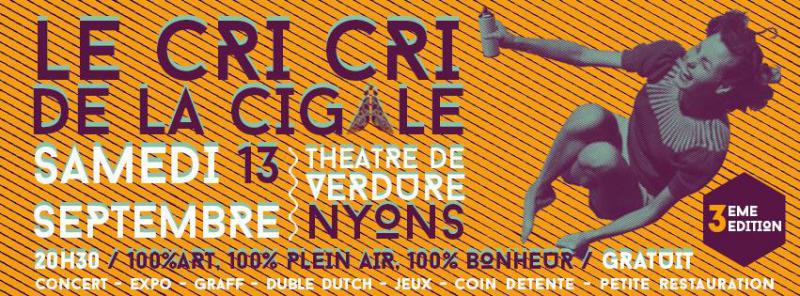 LE CRI CRI
DE LA CIGALE
SAMEDI 13
SEPTEMBRE
THEATRE DE
VERDURE
NYONS
3EME
EDITION
20H30 / 100%ART, 100% PLEIN AIR, 100% BONHEUR / GRATUIT
CONCERT - EXPO - GRAFF - DUBLE DUTCH - JEUX - COIN DETENTE - PETITE RESTAURATION